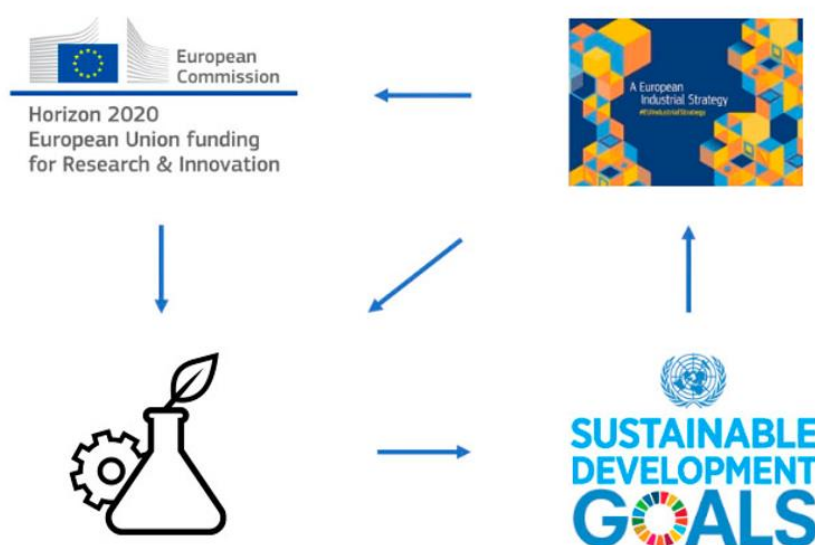 European
Commission
Horizon 2020
European Union funding
for Research & Innovation
A European
Industrial Strategy
#EUIndustrialStrategy
SUSTAINABLE
DEVELOPMENT
GOALS